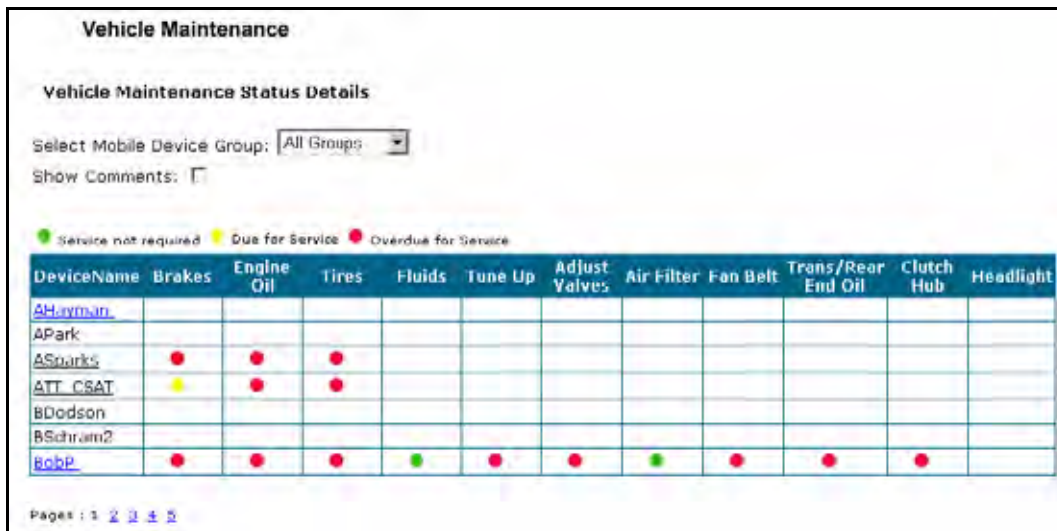 Vehicle Maintenance
Vehicle Maintenance Status Details
Select Mobile Device Group: All Groups
Show Comments:
Service not required Due for Service Overdue for Service
DeviceName Brakes Engine Oil Tires Fluids Tune Up Adjust Valves Air Filter Fan Belt Trans/Rear End Oil Clutch Hub Headlight
AHayman
APark
ASparks
ATT_CSAT
BDodson
BSchram2
BobP
Pages : 1 2 3 4 5